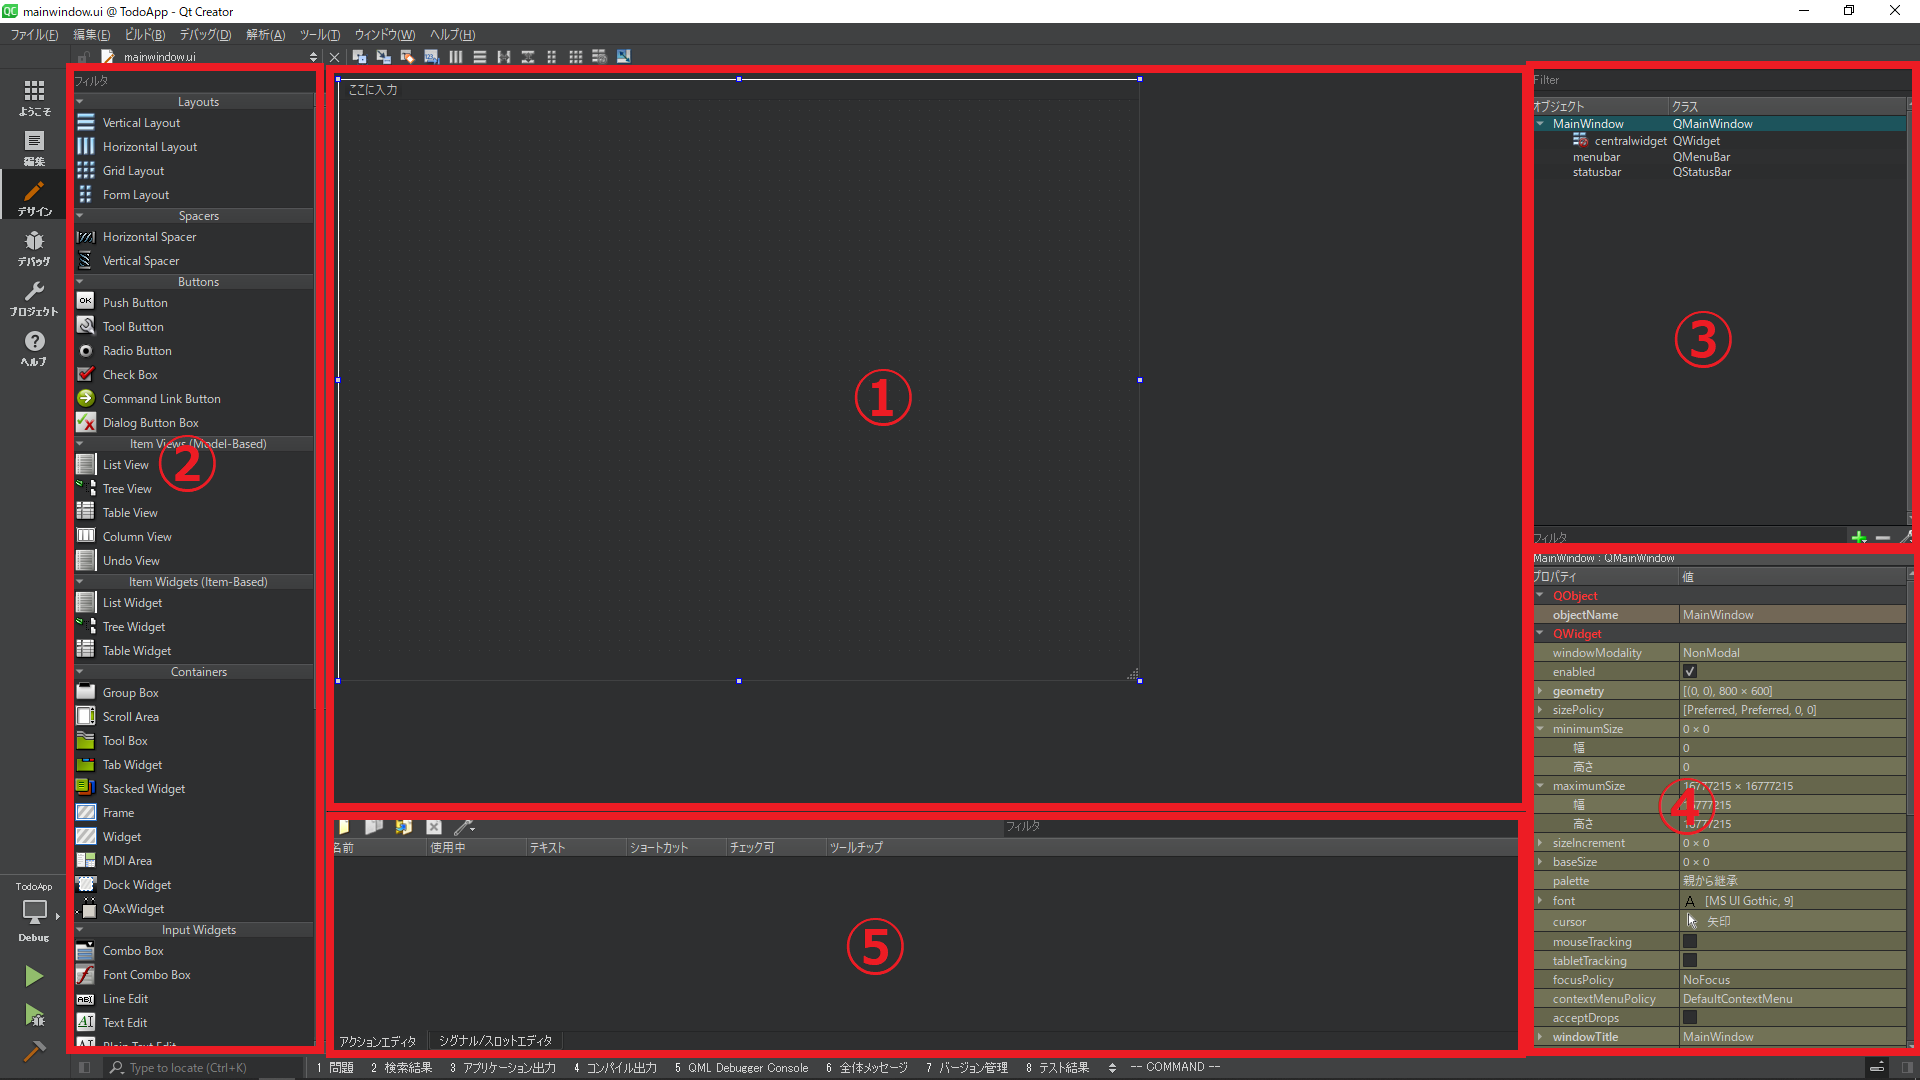 mainwindow.ui @ TodoApp - Qt Creator
ファイル(F) 編集(E) ビルド(B) デバッグ(D) 解析(A) ツール(T) ウィンドウ(W) ヘルプ(H)
mainwindow.ui
ようこそ
編集
デザイン
デバッグ
プロジェクト
ヘルプ
TodoApp
Debug
フィルタ
Layouts
Vertical Layout
Horizontal Layout
Grid Layout
Form Layout
Spacers
Horizontal Spacer
Vertical Spacer
Buttons
Push Button
Tool Button
Radio Button
Check Box
Command Link Button
Dialog Button Box
Item Views (Model-Based)
List View
②
Tree View
Table View
Column View
Undo View
Item Widgets (Item-Based)
List Widget
Tree Widget
Table Widget
Containers
Group Box
Scroll Area
Tool Box
Tab Widget
Stacked Widget
Frame
Widget
MDI Area
Dock Widget
QAxWidget
Input Widgets
Combo Box
Font Combo Box
Line Edit
Text Edit
Plain Text Edit
ここに入力
①
フィルタ
名前 使用中 テキスト ショートカット チェック可 ツールチップ
⑤
アクションエディタ シグナル/スロットエディタ
Filter
オブジェクト クラス
MainWindow QMainWindow
centralwidget QWidget
menubar QMenuBar
statusbar QStatusBar
③
フィルタ
MainWindow : QMainWindow
プロパティ 値
QObject
objectName MainWindow
QWidget
windowModality NonModal
enabled
geometry [(0, 0), 800 × 600]
sizePolicy [Preferred, Preferred, 0, 0]
minimumSize 0 × 0
幅 0
高さ 0
maximumSize 16777215 × 16777215
幅 16777215
④
高さ 16777215
sizeIncrement 0 × 0
baseSize 0 × 0
palette 親から継承
font A [MS UI Gothic, 9]
cursor 矢印
mouseTracking
tabletTracking
focusPolicy NoFocus
contextMenuPolicy DefaultContextMenu
acceptDrops
windowTitle MainWindow
Type to locate (Ctrl+K) 1 問題 2 検索結果 3 アプリケーション出力 4 コンパイル出力 5 QML Debugger Console 6 全体メッセージ 7 バージョン管理 8 テスト結果 -- COMMAND --